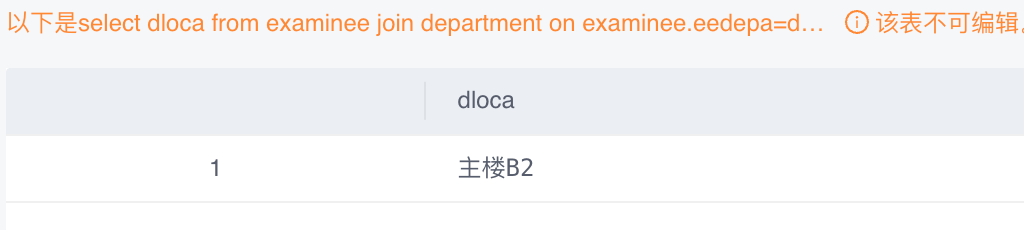 以下是select dloca from examinee join department on examinee.eedepa=d... ⓘ 该表不可编辑。
dloca
1 主楼B2